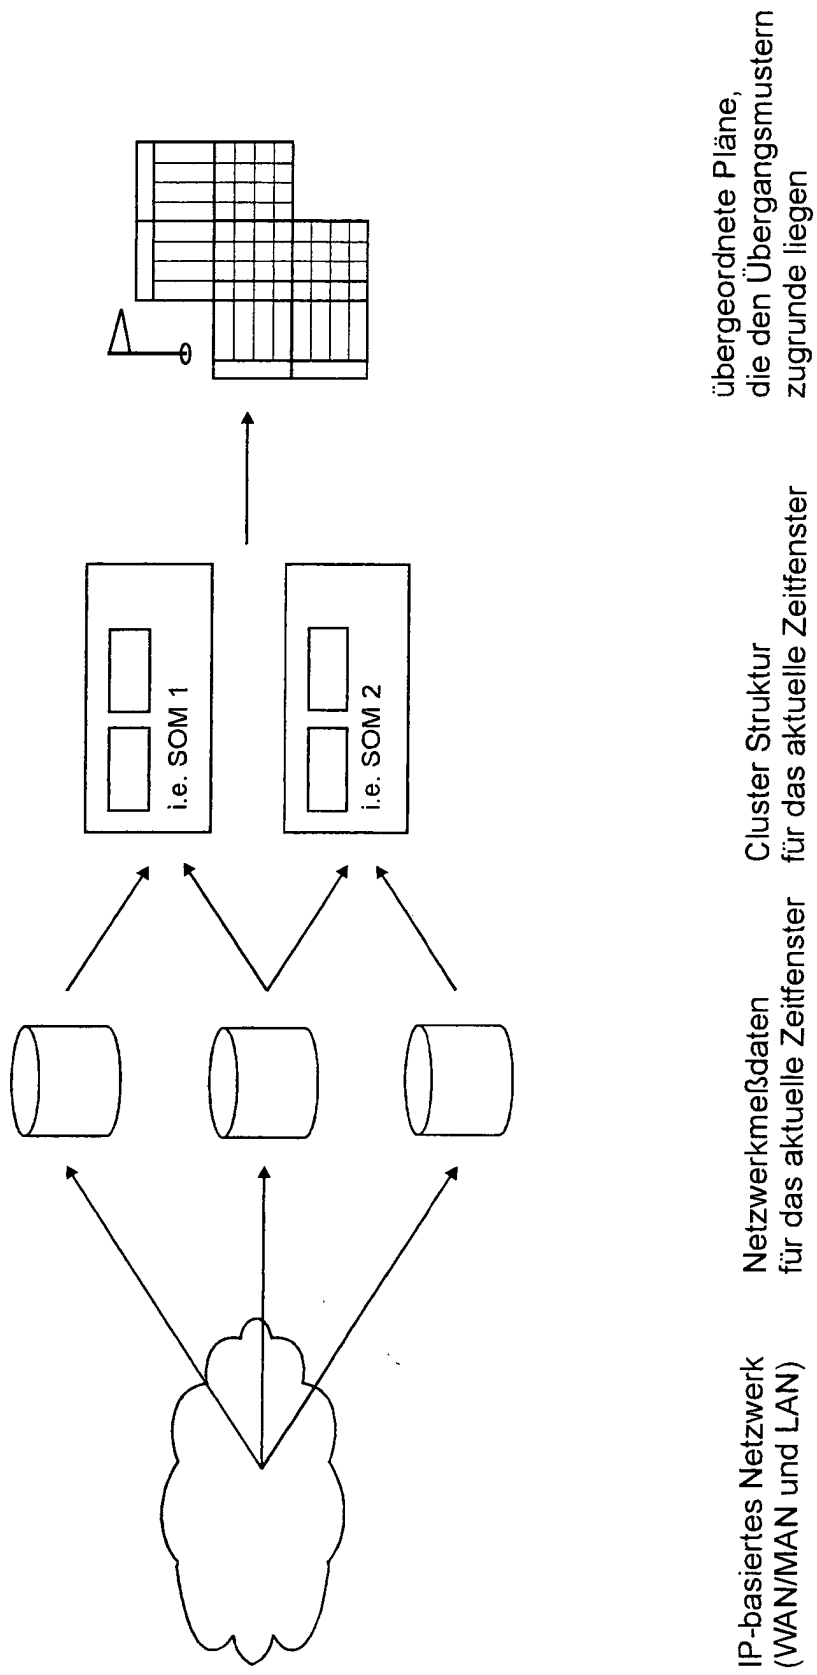 i.e. SOM 1
i.e. SOM 2
IP-basiertes Netzwerk
(WAN/MAN und LAN)
Netzwerkmeßdaten
für das aktuelle Zeitfenster
Cluster Struktur
für das aktuelle Zeitfenster
übergeordnete Pläne,
die den Übergangsmustern
zugrunde liegen